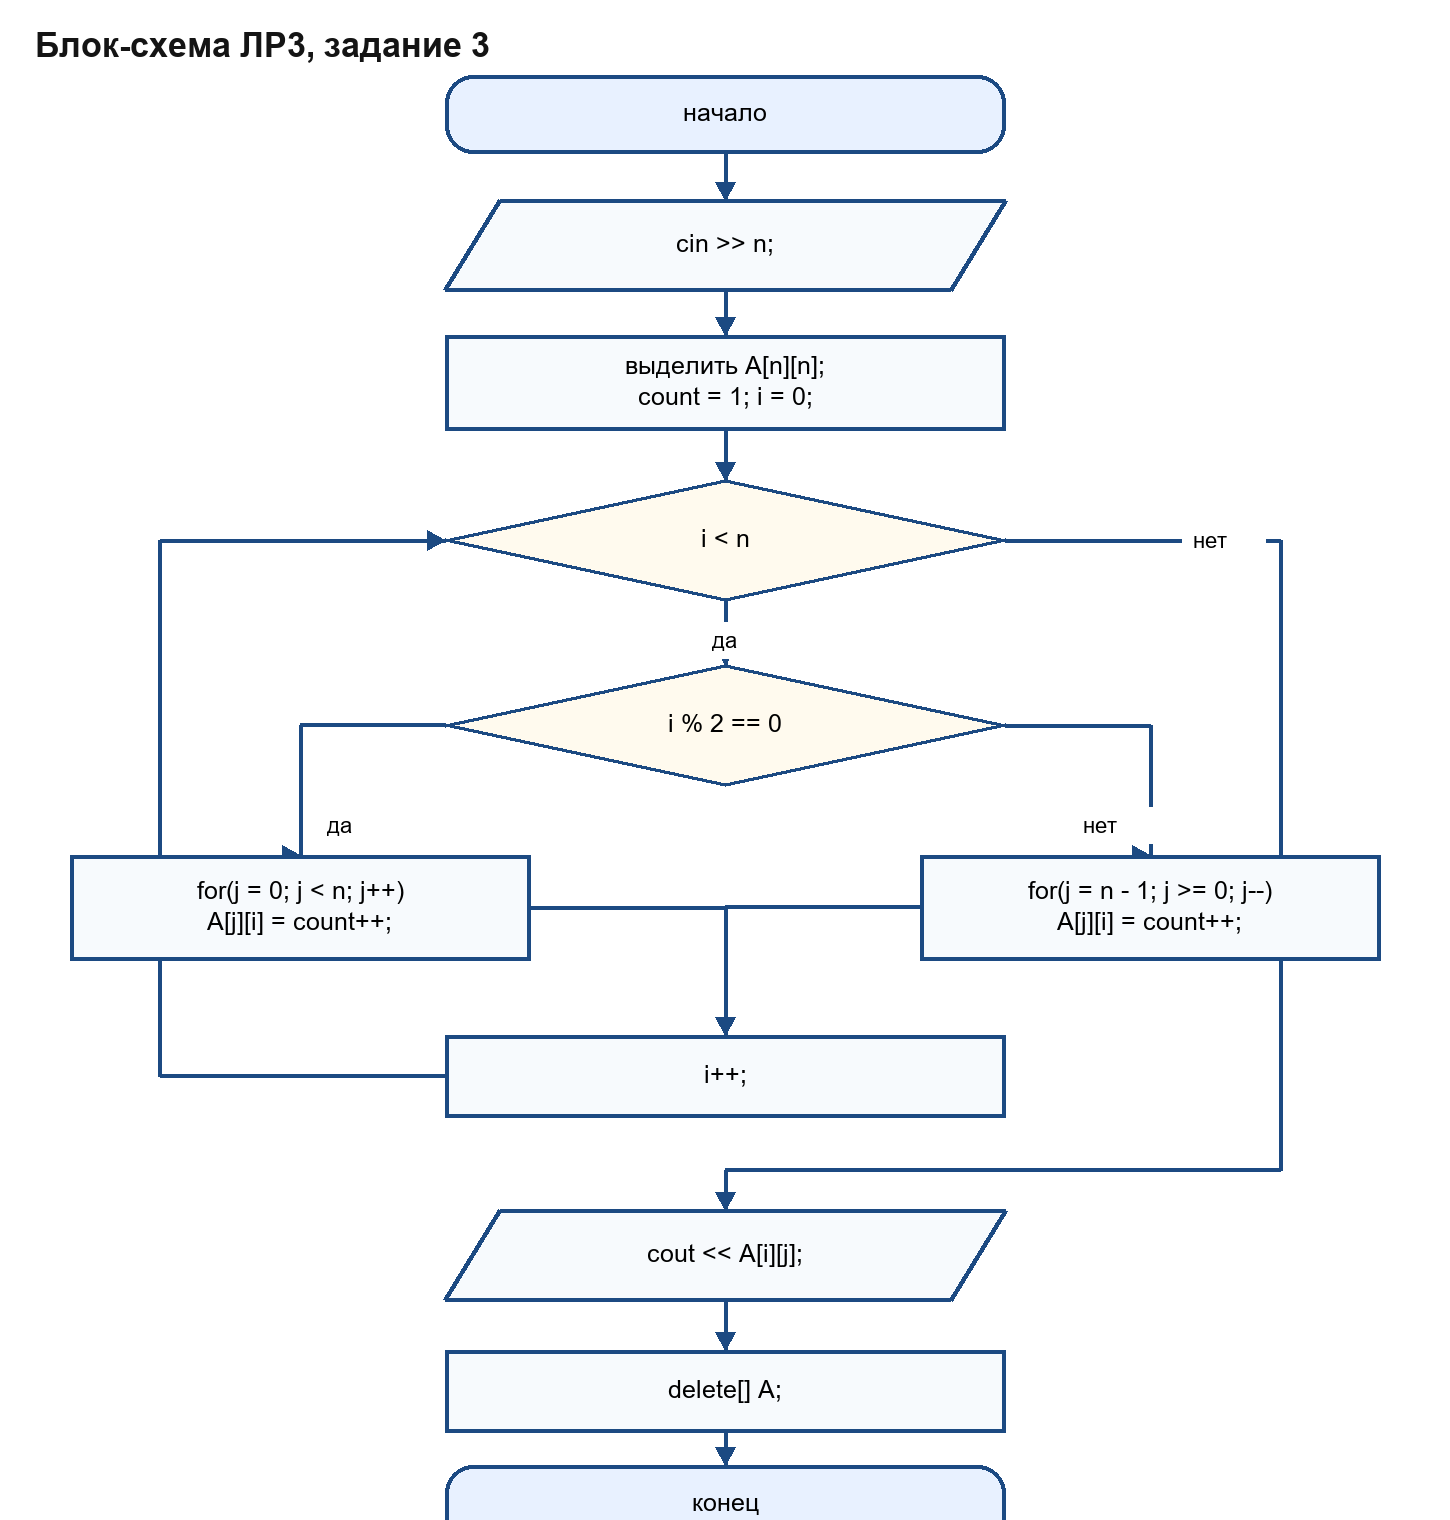 Блок-схема ЛР3, задание 3
начало
cin >> n;
выделить A[n][n];
count = 1; i = 0;
i < n
нет
да
i % 2 == 0
да
нет
for(j = 0; j < n; j++)
A[j][i] = count++;
for(j = n - 1; j >= 0; j--)
A[j][i] = count++;
i++;
cout << A[i][j];
delete[] A;
конец